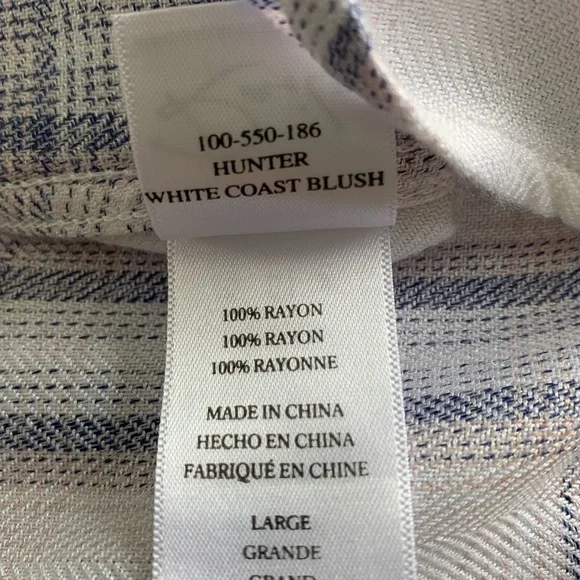 100-550-186
HUNTER
WHITE COAST BLUSH
100% RAYON
100% RAYON
100% RAYONNE
MADE IN CHINA
HECHO EN CHINA
FABRIQUÉ EN CHINE
LARGE
GRANDE
GRAND